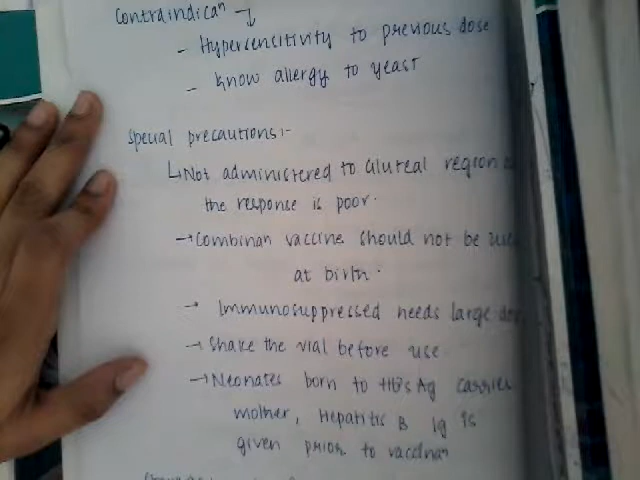 Contraindicaⁿ
- Hypersensitivity to previous dose
- Know allergy to yeast
Special precautions:-
Not administered to Gluteal region
the response is poor.
→ Combinaⁿ vaccine should not be use
at birth.
→ Immunosuppressed needs large
→ Shake the vial before use
→ Neonates born to HBsAg carrier
mother, Hepatitis B Ig is
given prior to vaccinaⁿ